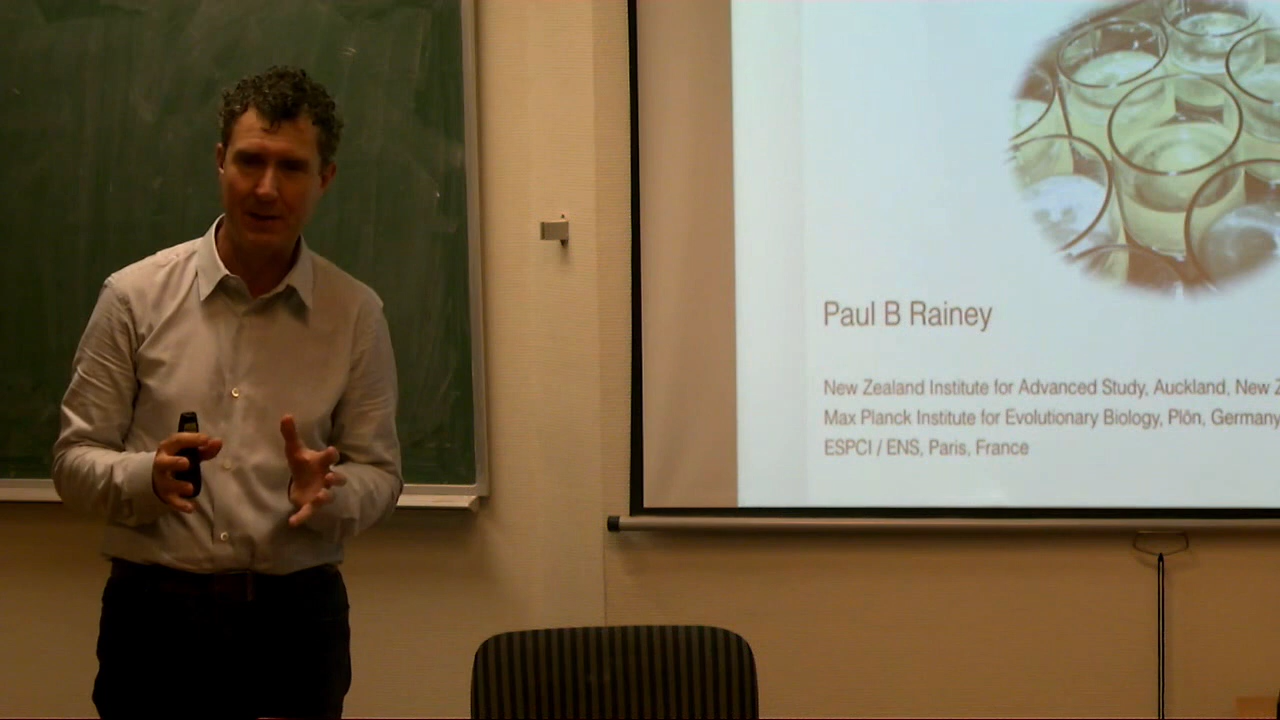 Paul B Rainey
New Zealand Institute for Advanced Study, Auckland, New
Max Planck Institute for Evolutionary Biology, Plön, Germany
ESPCI / ENS, Paris, France